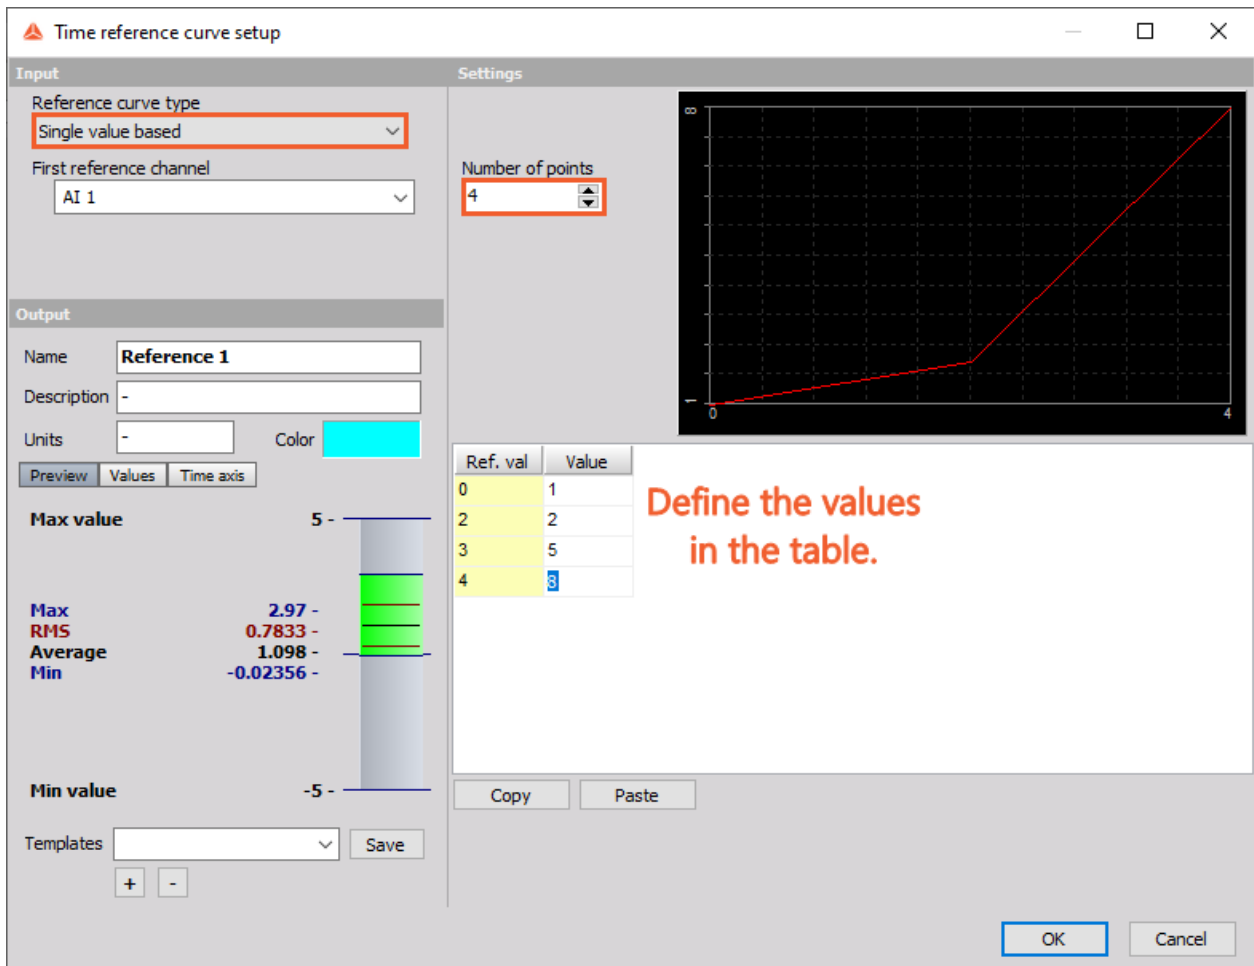 Time reference curve setup
Input
Reference curve type
Single value based
First reference channel
AI 1
Settings
Number of points
4
8
1
0 4
Output
Name Reference 1
Description -
Units - Color
Preview Values Time axis
Max value 5 -
Max 2.97 -
RMS 0.7833 -
Average 1.098 -
Min -0.02356 -
Min value -5 -
Templates Save
+ -
Ref. val Value
0 1
2 2
3 5
4 8
Define the values
in the table.
Copy Paste
OK Cancel